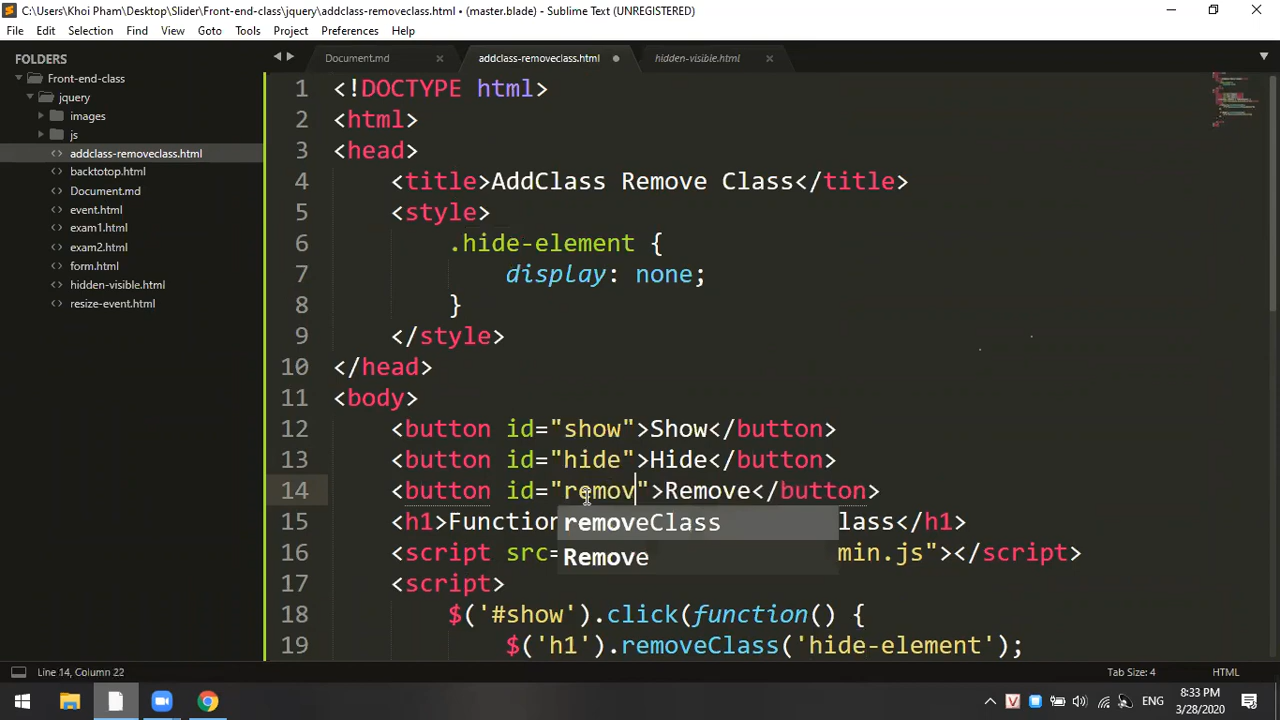 C:\Users\Khoi Pham\Desktop\Slider\Front-end-class\jquery\addclass-removeclass.html • (master.blade) - Sublime Text (UNREGISTERED)
File Edit Selection Find View Goto Tools Project Preferences Help
FOLDERS
Front-end-class
jquery
images
js
addclass-removeclass.html
backtotop.html
Document.md
event.html
exam1.html
exam2.html
form.html
hidden-visible.html
resize-event.html
Document.md addclass-removeclass.html hidden-visible.html
1 <!DOCTYPE html>
2 <html>
3 <head>
4 <title>AddClass Remove Class</title>
5 <style>
6 .hide-element {
7 display: none;
8 }
9 </style>
10 </head>
11 <body>
12 <button id="show">Show</button>
13 <button id="hide">Hide</button>
14 <button id="remov">Remove</button>
15 <h1>Function lass</h1>
16 <script src= min.js"></script>
17 <script>
18 $('#show').click(function() {
19 $('h1').removeClass('hide-element');
removeClass
Remove
Line 14, Column 22 Tab Size: 4 HTML
ENG
8:33 PM
3/28/2020